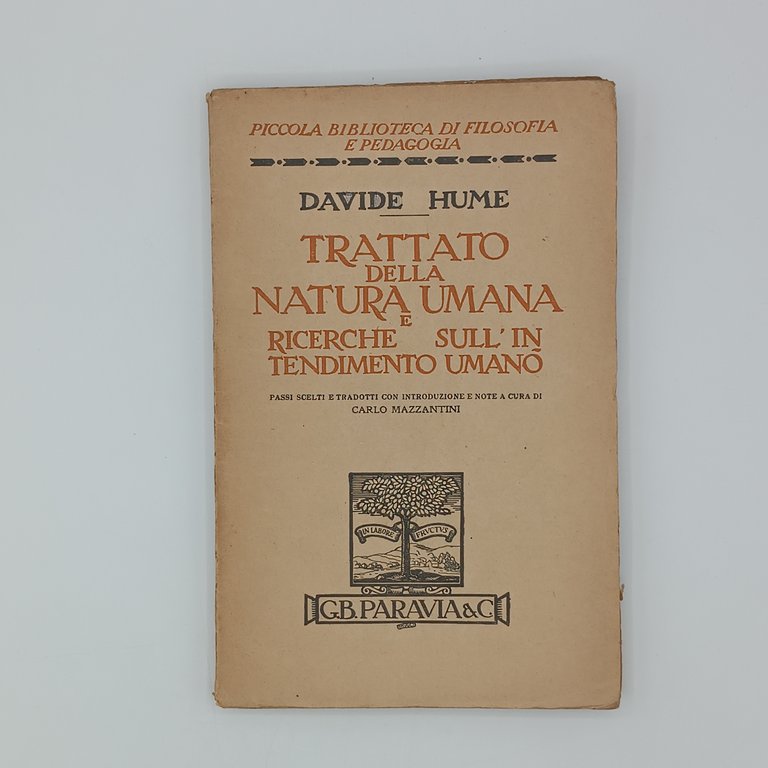 PICCOLA BIBLIOTECA DI FILOSOFIA
E PEDAGOGIA
DAVIDE HUME
TRATTATO
DELLA
NATURA UMANA
E
RICERCHE SULL'IN
TENDIMENTO UMANO
PASSI SCELTI E TRADOTTI CON INTRODUZIONE E NOTE A CURA DI
CARLO MAZZANTINI
IN LABORE FRVCTVS
G.B. PARAVIA & C.